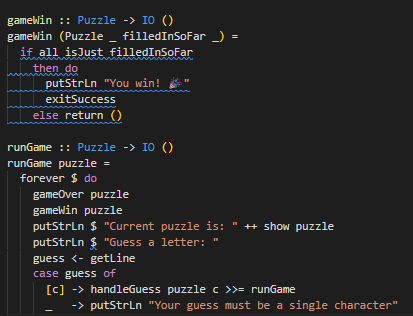 gameWin :: Puzzle -> IO ()
gameWin (Puzzle _ filledInSoFar _) =
  if all isJust filledInSoFar
    then do
      putStrLn "You win! 🎉"
      exitSuccess
    else return ()

runGame :: Puzzle -> IO ()
runGame puzzle =
  forever $ do
    gameOver puzzle
    gameWin puzzle
    putStrLn $ "Current puzzle is: " ++ show puzzle
    putStrLn $ "Guess a letter: "
    guess <- getLine
    case guess of
      [c] -> handleGuess puzzle c >>= runGame
      _   -> putStrLn "Your guess must be a single character"